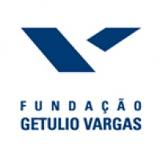 FUNDAÇÃO
GETULIO VARGAS